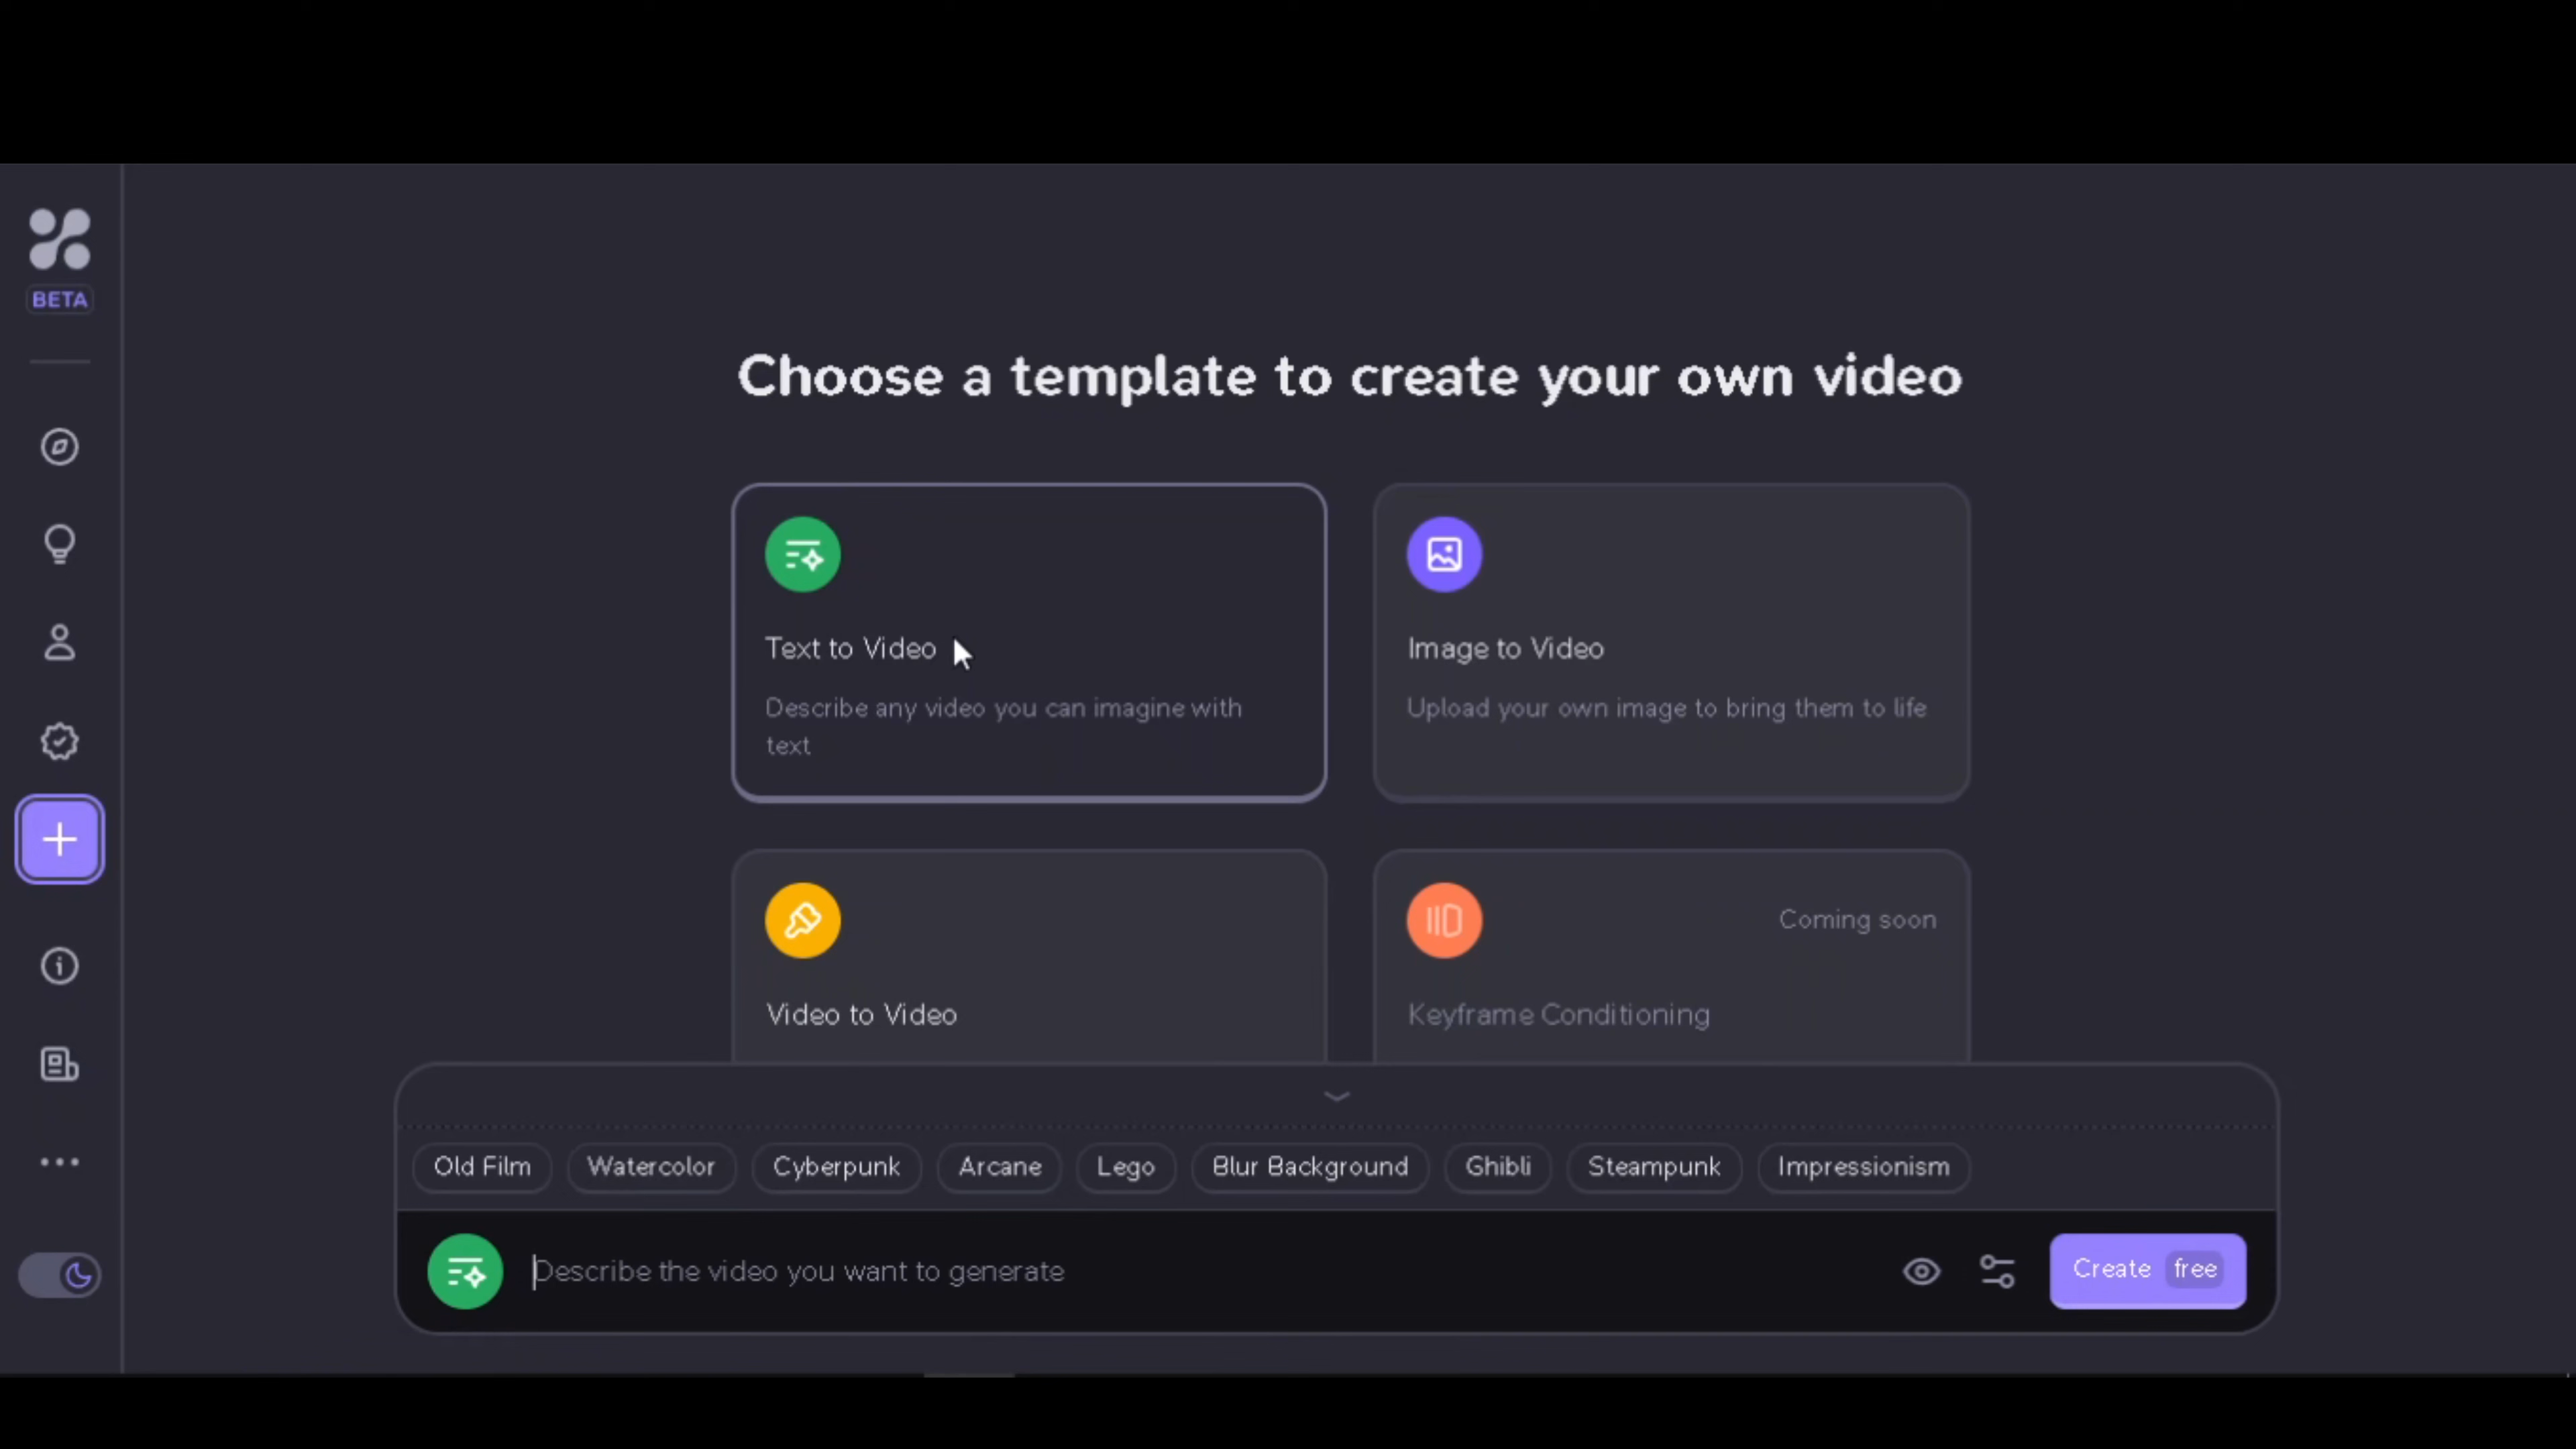 BETA
Choose a template to create your own video
Text to Video
Describe any video you can imagine with
text
Image to Video
Upload your own image to bring them to life
Video to Video
Coming soon
Keyframe Conditioning
Old Film
Watercolor
Cyberpunk
Arcane
Lego
Blur Background
Ghibli
Steampunk
Impressionism
Describe the video you want to generate
Create free